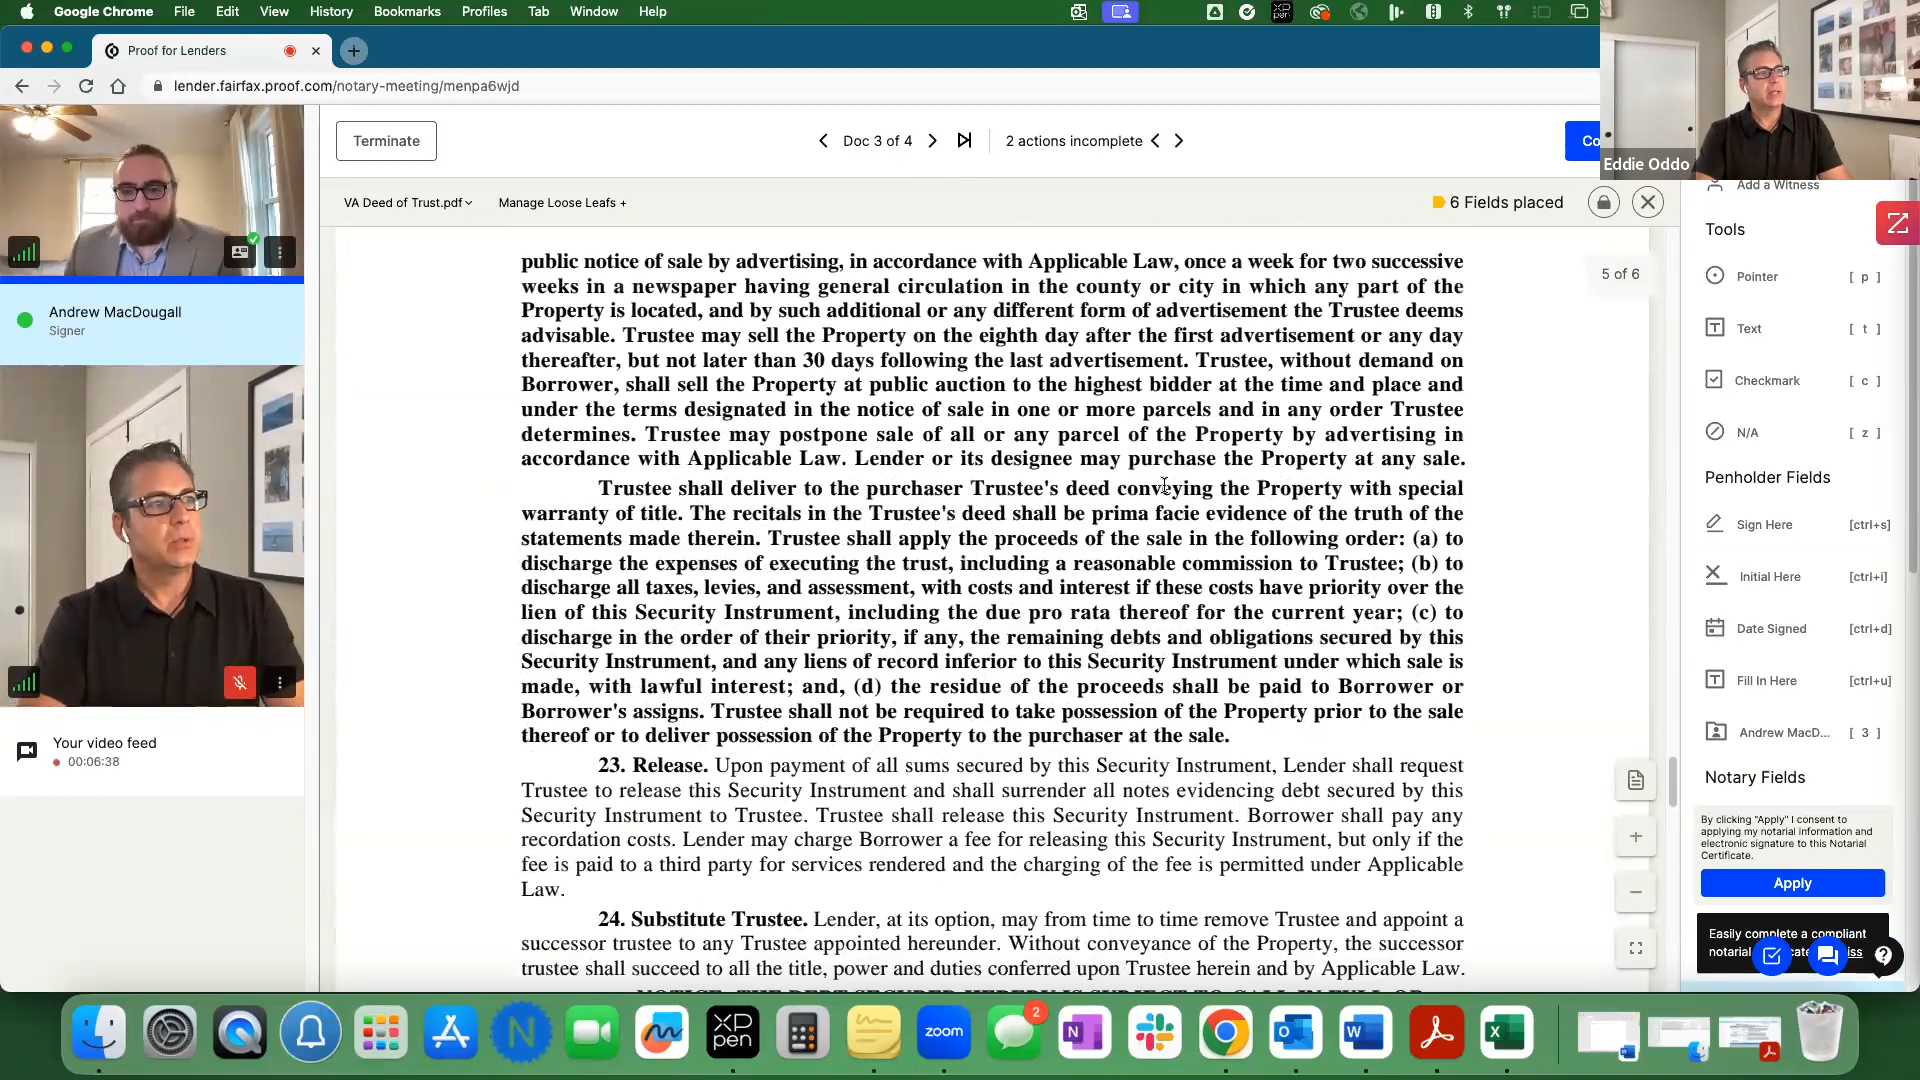 Google Chrome File Edit View History Bookmarks Profiles Tab Window Help
Proof for Lenders
lender.fairfax.proof.com/notary-meeting/menpa6wjd
Eddie Oddo
Terminate
Doc 3 of 4
2 actions incomplete
Co
VA Deed of Trust.pdf
Manage Loose Leafs +
6 Fields placed
5 of 6
Andrew MacDougall
Signer
Your video feed
00:06:38
public notice of sale by advertising, in accordance with Applicable Law, once a week for two successive
weeks in a newspaper having general circulation in the county or city in which any part of the
Property is located, and by such additional or any different form of advertisement the Trustee deems
advisable. Trustee may sell the Property on the eighth day after the first advertisement or any day
thereafter, but not later than 30 days following the last advertisement. Trustee, without demand on
Borrower, shall sell the Property at public auction to the highest bidder at the time and place and
under the terms designated in the notice of sale in one or more parcels and in any order Trustee
determines. Trustee may postpone sale of all or any parcel of the Property by advertising in
accordance with Applicable Law. Lender or its designee may purchase the Property at any sale.
Trustee shall deliver to the purchaser Trustee's deed conveying the Property with special
warranty of title. The recitals in the Trustee's deed shall be prima facie evidence of the truth of the
statements made therein. Trustee shall apply the proceeds of the sale in the following order: (a) to
discharge the expenses of executing the trust, including a reasonable commission to Trustee; (b) to
discharge all taxes, levies, and assessment, with costs and interest if these costs have priority over the
lien of this Security Instrument, including the due pro rata thereof for the current year; (c) to
discharge in the order of their priority, if any, the remaining debts and obligations secured by this
Security Instrument, and any liens of record inferior to this Security Instrument under which sale is
made, with lawful interest; and, (d) the residue of the proceeds shall be paid to Borrower or
Borrower's assigns. Trustee shall not be required to take possession of the Property prior to the sale
thereof or to deliver possession of the Property to the purchaser at the sale.
23. Release. Upon payment of all sums secured by this Security Instrument, Lender shall request
Trustee to release this Security Instrument and shall surrender all notes evidencing debt secured by this
Security Instrument to Trustee. Trustee shall release this Security Instrument. Borrower shall pay any
recordation costs. Lender may charge Borrower a fee for releasing this Security Instrument, but only if the
fee is paid to a third party for services rendered and the charging of the fee is permitted under Applicable
Law.
24. Substitute Trustee. Lender, at its option, may from time to time remove Trustee and appoint a
successor trustee to any Trustee appointed hereunder. Without conveyance of the Property, the successor
trustee shall succeed to all the title, power and duties conferred upon Trustee herein and by Applicable Law.
NOTICE: THE DEBT SECURED HEREBY IS SUBJECT TO CALL IN FULL OR
Add a Witness
Tools
Pointer [ p ]
Text [ t ]
Checkmark [ c ]
N/A [ z ]
Penholder Fields
Sign Here [ctrl+s]
Initial Here [ctrl+i]
Date Signed [ctrl+d]
Fill In Here [ctrl+u]
Andrew MacD... [ 3 ]
Notary Fields
By clicking "Apply" I consent to
applying my notarial information and
electronic signature to this Notarial
Certificate.
Apply
Easily complete a compliant
notarial
XP
pen
zoom
2